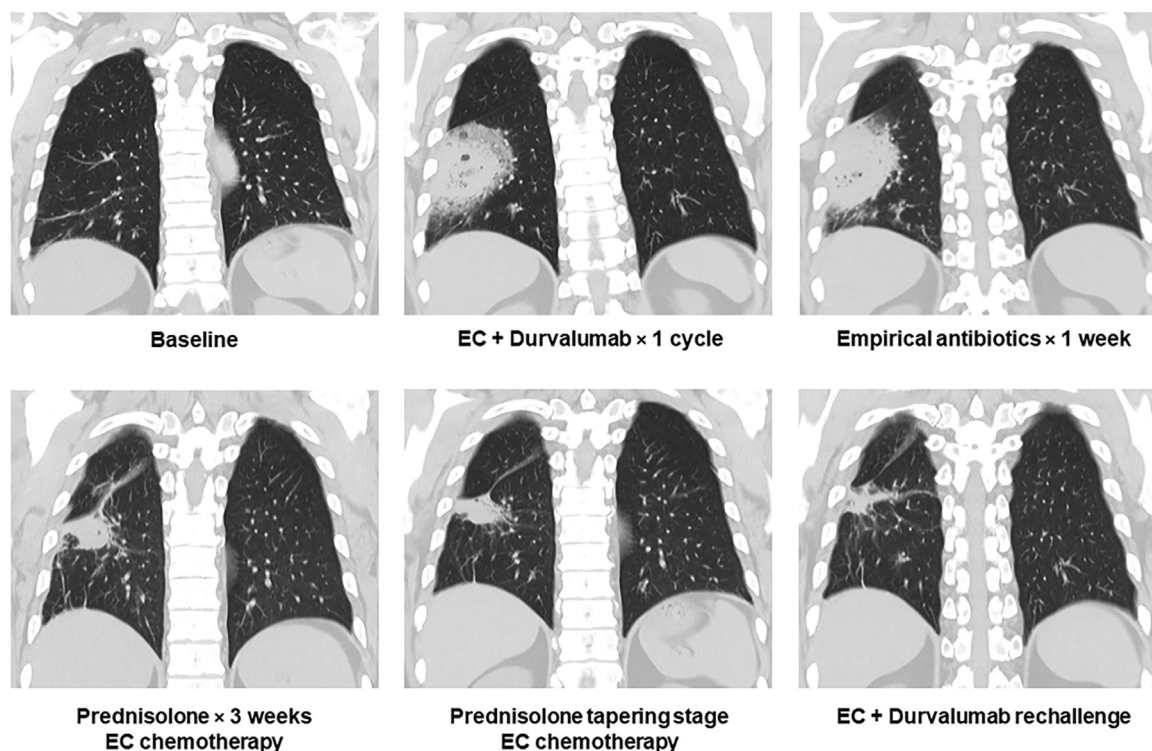 Baseline
EC + Durvalumab × 1 cycle
Empirical antibiotics × 1 week
Prednisolone × 3 weeks
EC chemotherapy
Prednisolone tapering stage
EC chemotherapy
EC + Durvalumab rechallenge